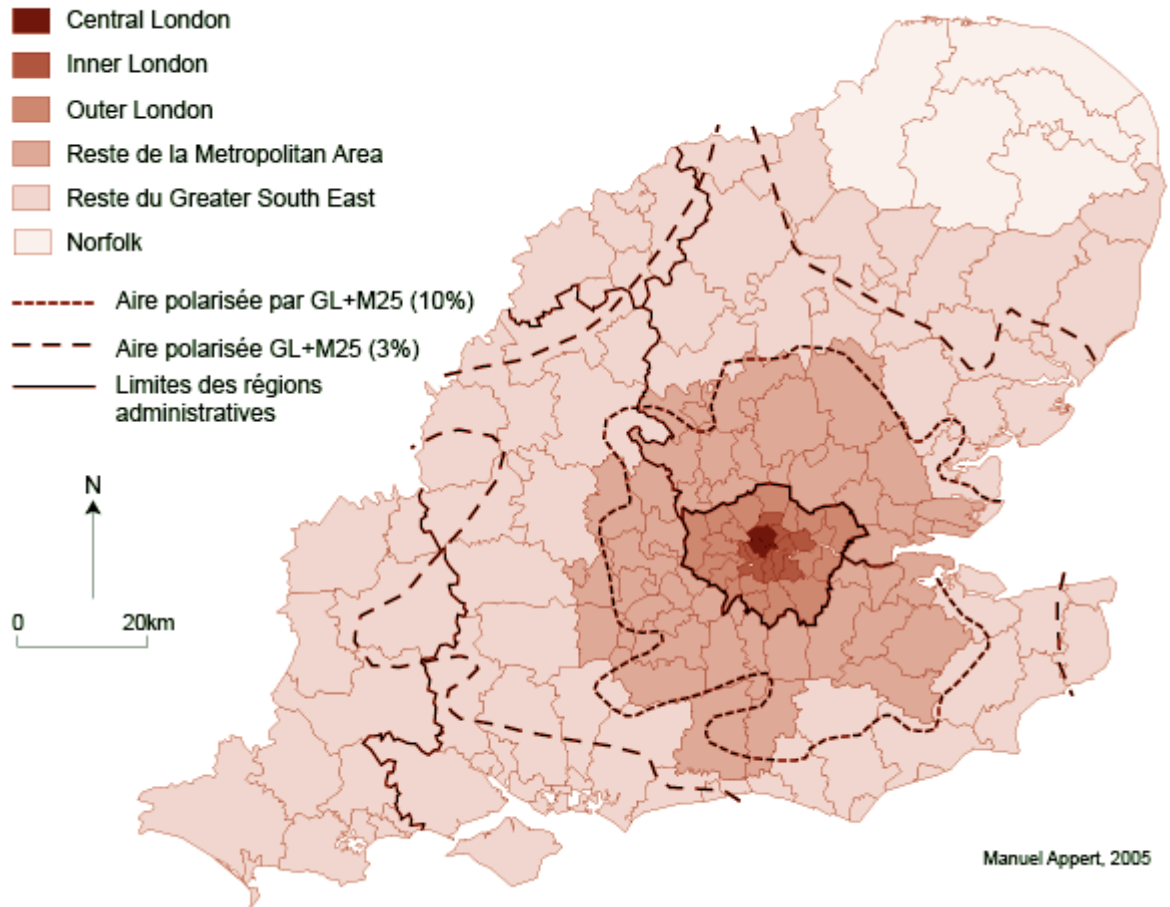 Central London
Inner London
Outer London
Reste de la Metropolitan Area
Reste du Greater South East
Norfolk
Aire polarisée par GL+M25 (10%)
Aire polarisée GL+M25 (3%)
Limites des régions
administratives
N
0 20km
Manuel Appert, 2005